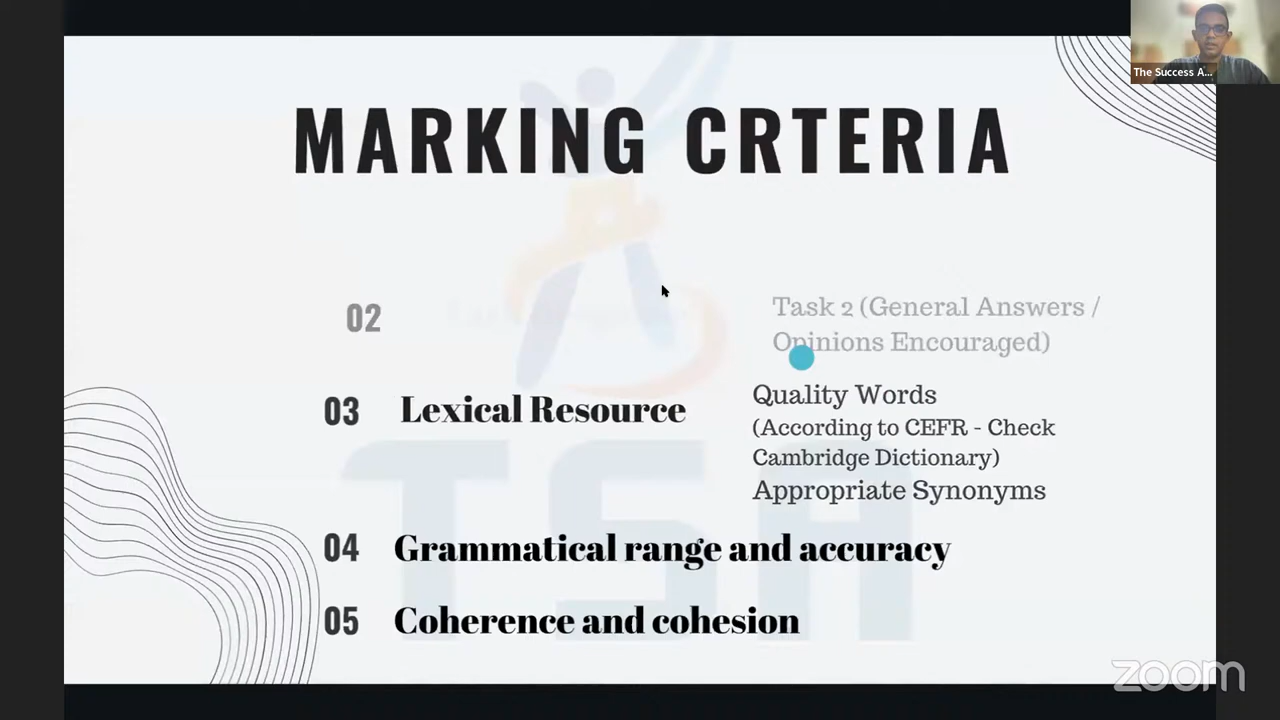 The Success A...
MARKING CRTERIA
02
Task 2 (General Answers /
Opinions Encouraged)
03 Lexical Resource
Quality Words
(According to CEFR - Check
Cambridge Dictionary)
Appropriate Synonyms
04 Grammatical range and accuracy
05 Coherence and cohesion
TSA
zoom